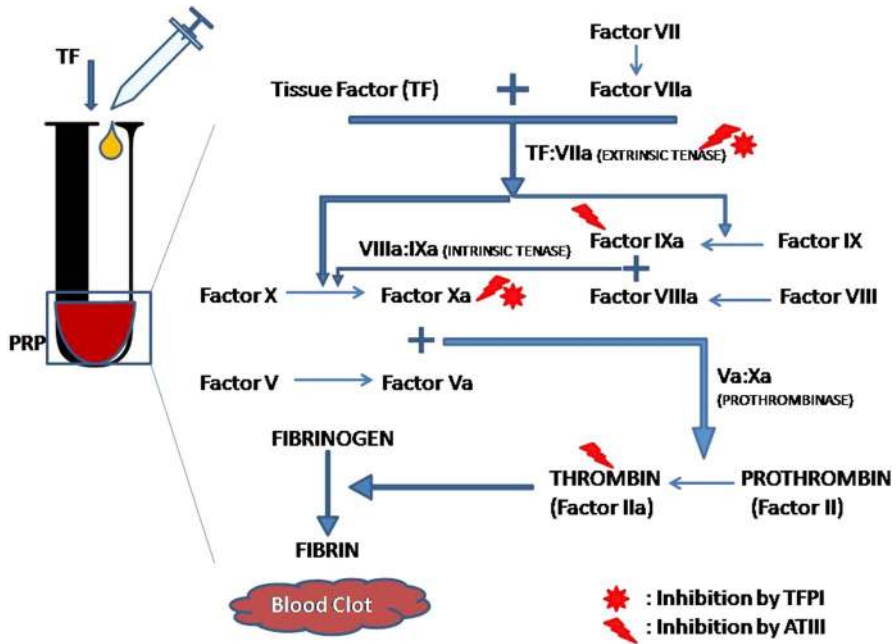 TF
PRP
Factor VII
Tissue Factor (TF) + Factor VIIa
TF:VIIa (EXTRINSIC TENASE)
Factor IXa
Factor IX
VIIIa:IXa (INTRINSIC TENASE)
+
Factor X
Factor Xa
Factor VIIIa
Factor VIII
+
Factor V
Factor Va
Va:Xa
(PROTHROMBINASE)
FIBRINOGEN
THROMBIN
(Factor IIa)
PROTHROMBIN
(Factor II)
FIBRIN
Blood Clot
: Inhibition by TFPI
: Inhibition by ATIII